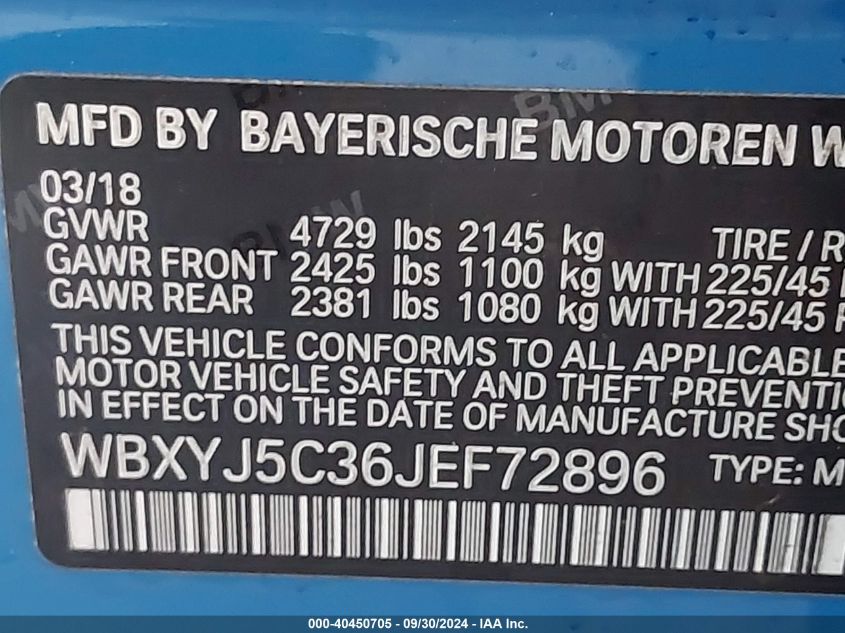 MFD BY BAYERISCHE MOTOREN W
03/18
GVWR 4729 lbs 2145 kg TIRE / R
GAWR FRONT 2425 lbs 1100 kg WITH 225/45
GAWR REAR 2381 lbs 1080 kg WITH 225/45
THIS VEHICLE CONFORMS TO ALL APPLICABLE
MOTOR VEHICLE SAFETY AND THEFT PREVENTI
IN EFFECT ON THE DATE OF MANUFACTURE SHO
WBXYJ5C36JEF72896 TYPE: M
000-40450705 - 09/30/2024 - IAA Inc.